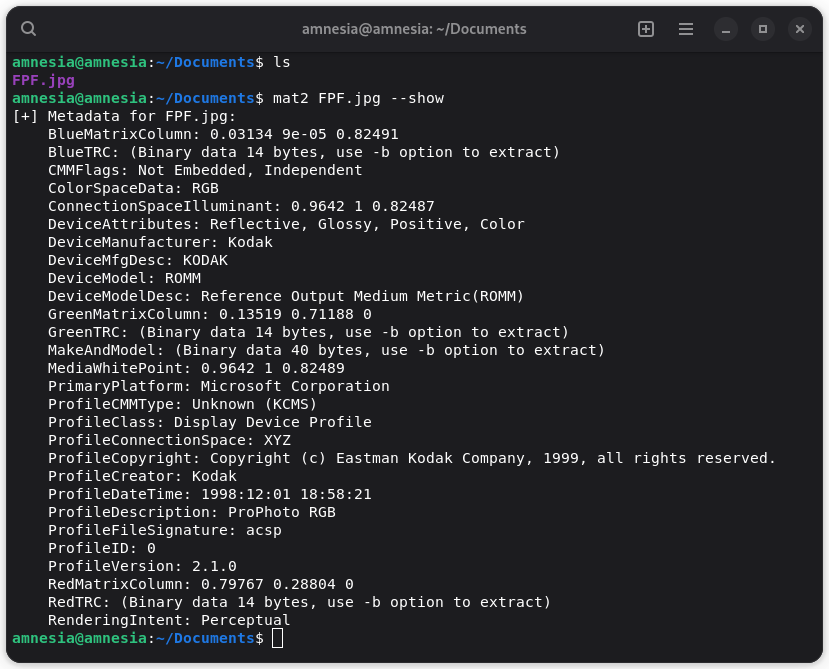 amnesia@amnesia: ~/Documents
amnesia@amnesia:~/Documents$ ls
FPF.jpg
amnesia@amnesia:~/Documents$ mat2 FPF.jpg --show
[+] Metadata for FPF.jpg:
    BlueMatrixColumn: 0.03134 9e-05 0.82491
    BlueTRC: (Binary data 14 bytes, use -b option to extract)
    CMMFlags: Not Embedded, Independent
    ColorSpaceData: RGB
    ConnectionSpaceIlluminant: 0.9642 1 0.82487
    DeviceAttributes: Reflective, Glossy, Positive, Color
    DeviceManufacturer: Kodak
    DeviceMfgDesc: KODAK
    DeviceModel: ROMM
    DeviceModelDesc: Reference Output Medium Metric(ROMM)
    GreenMatrixColumn: 0.13519 0.71188 0
    GreenTRC: (Binary data 14 bytes, use -b option to extract)
    MakeAndModel: (Binary data 40 bytes, use -b option to extract)
    MediaWhitePoint: 0.9642 1 0.82489
    PrimaryPlatform: Microsoft Corporation
    ProfileCMMType: Unknown (KCMS)
    ProfileClass: Display Device Profile
    ProfileConnectionSpace: XYZ
    ProfileCopyright: Copyright (c) Eastman Kodak Company, 1999, all rights reserved.
    ProfileCreator: Kodak
    ProfileDateTime: 1998:12:01 18:58:21
    ProfileDescription: ProPhoto RGB
    ProfileFileSignature: acsp
    ProfileID: 0
    ProfileVersion: 2.1.0
    RedMatrixColumn: 0.79767 0.28804 0
    RedTRC: (Binary data 14 bytes, use -b option to extract)
    RenderingIntent: Perceptual
amnesia@amnesia:~/Documents$